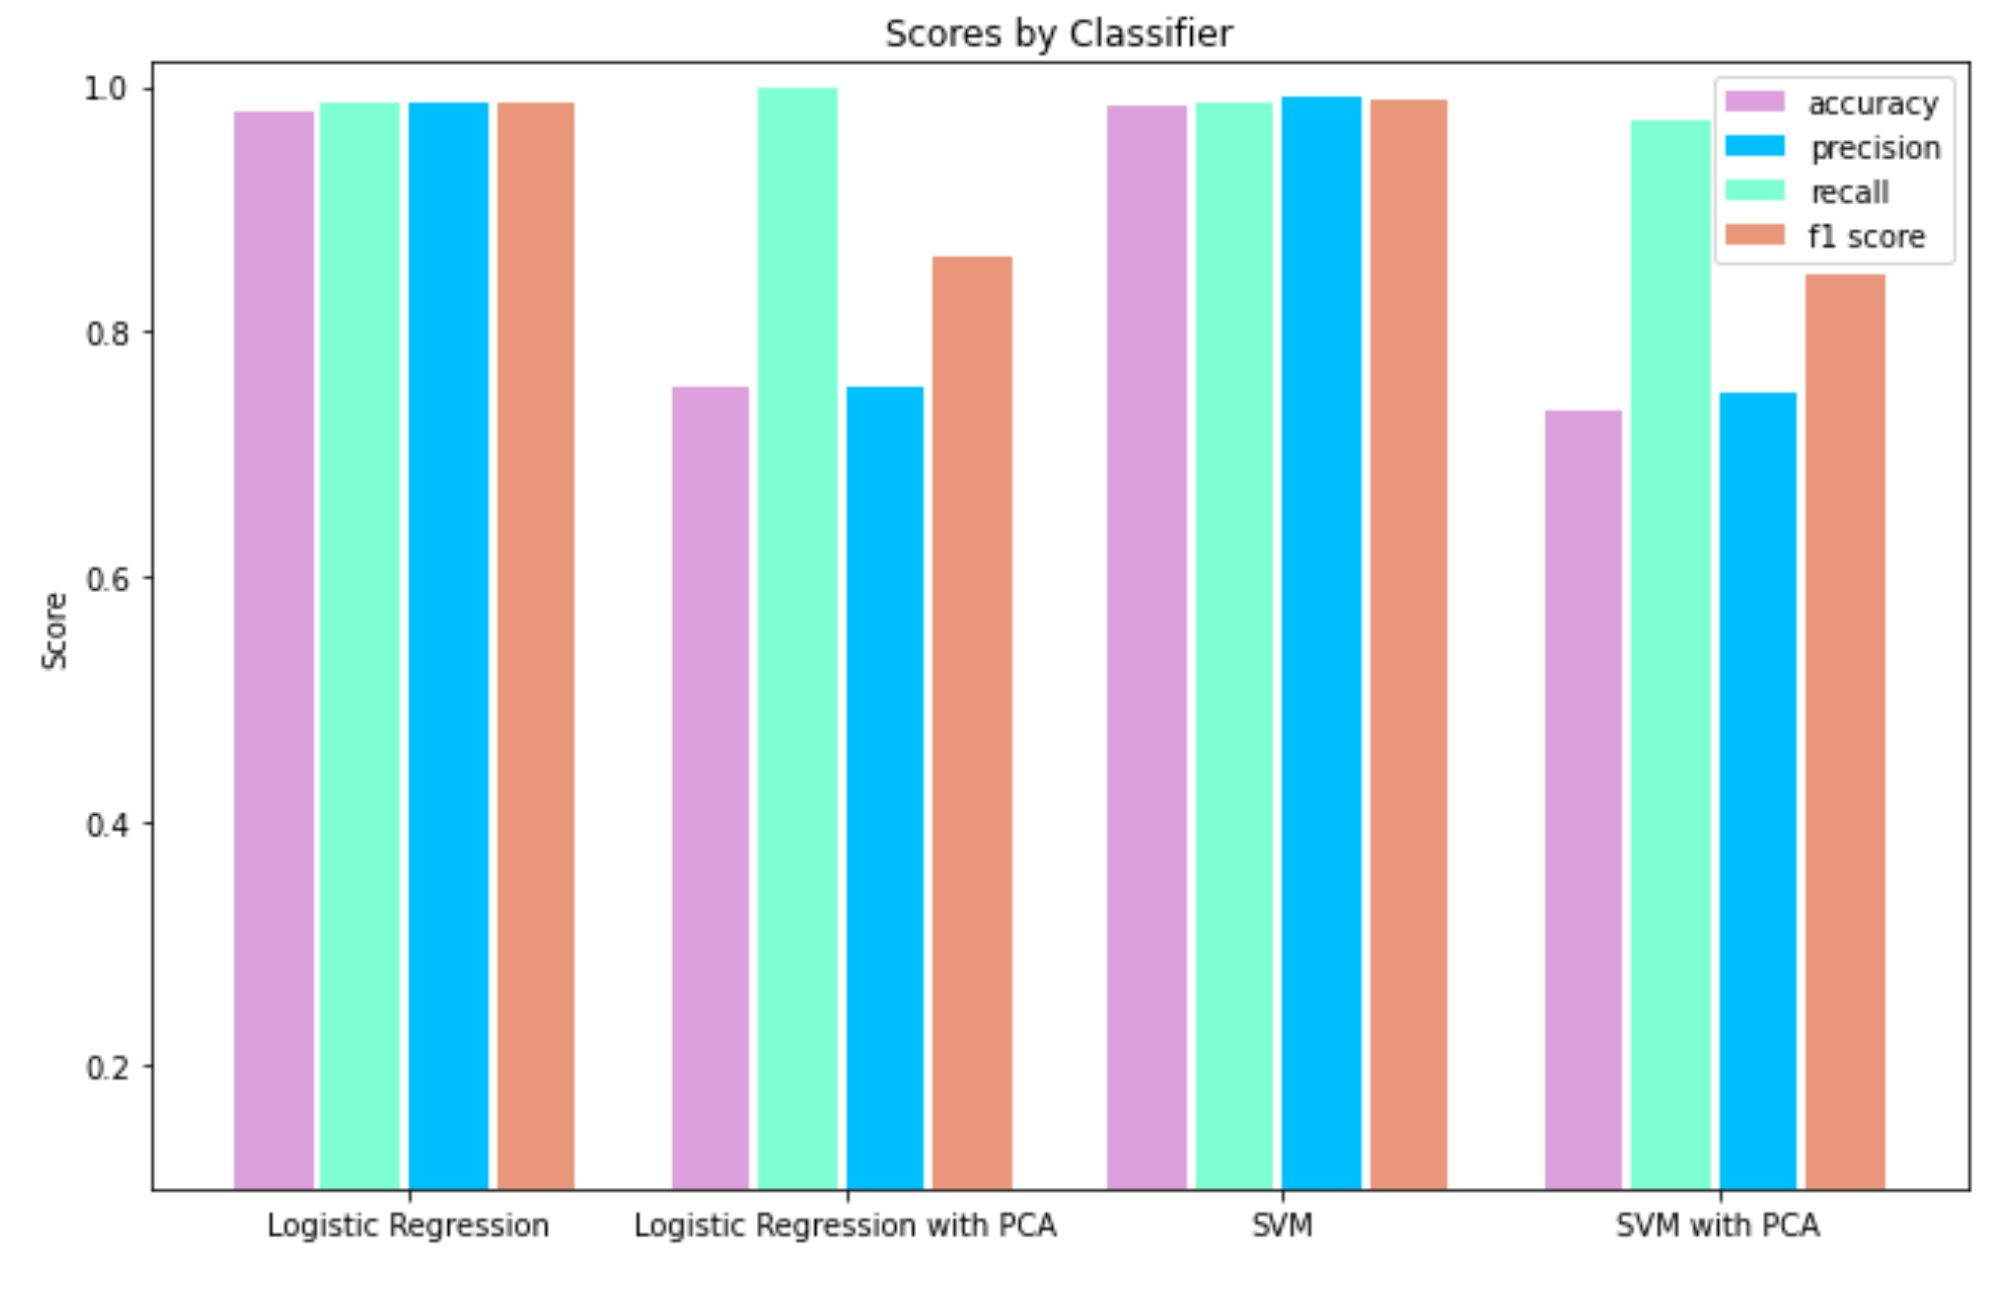 Scores by Classifier
accuracy
precision
recall
f1 score
Score
1.0
0.8
0.6
0.4
0.2
Logistic Regression
Logistic Regression with PCA
SVM
SVM with PCA